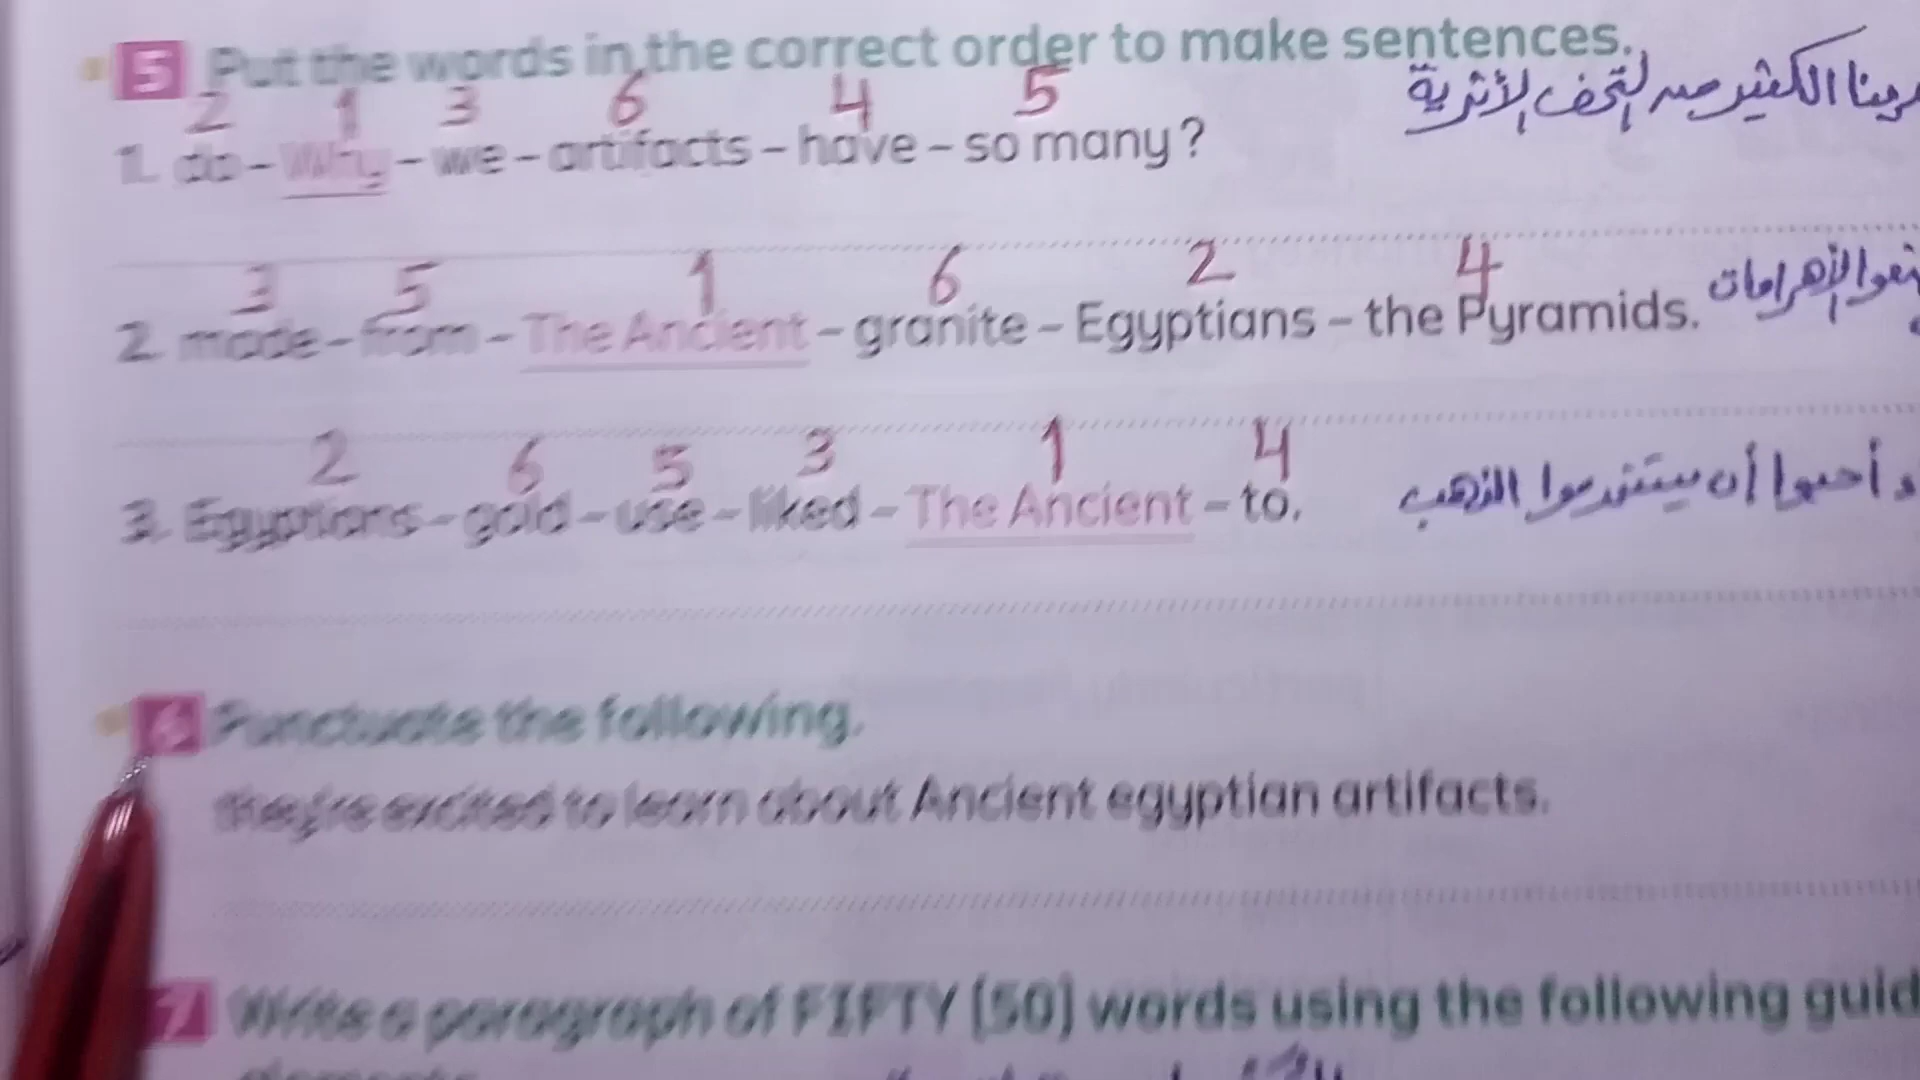 5 Put the words in the correct order to make sentences.
2 1 3 6 4 5
1. do - Why - we - artifacts - have - so many?
الكثير من التحف الأثرية
3 5 1 6 2 4
2. made - from - The Ancient - granite - Egyptians - the Pyramids.
الأهرامات
2 6 5 3 1 4
3. Egyptians - gold - use - liked - The Ancient - to.
أحبوا أن يستخدموا الذهب
6 Punctuate the following.
they're excited to learn about Ancient egyptian artifacts.
7 Write a paragraph of FIFTY (50) words using the following guid
elements